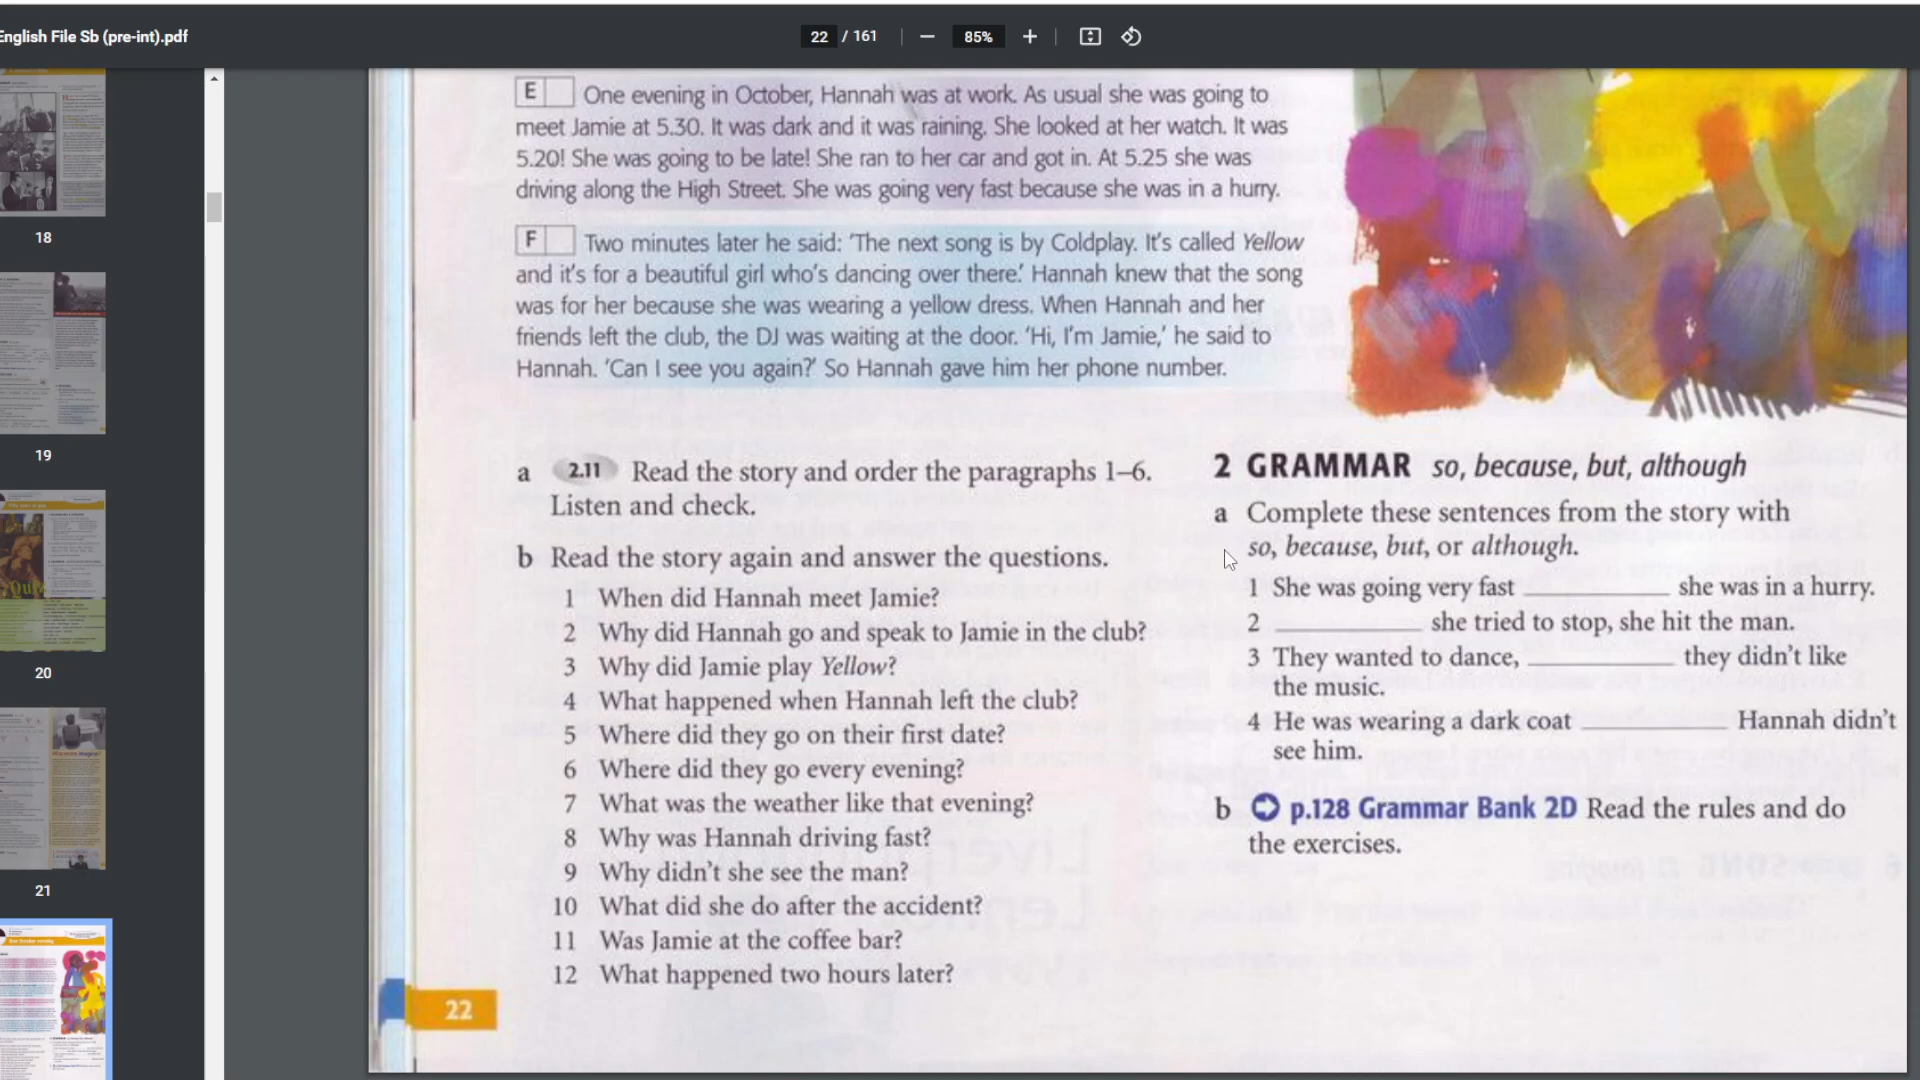 English File Sb (pre-int).pdf
22 / 161
85%
18
19
20
21
E One evening in October, Hannah was at work. As usual she was going to
meet Jamie at 5.30. It was dark and it was raining. She looked at her watch. It was
5.20! She was going to be late! She ran to her car and got in. At 5.25 she was
driving along the High Street. She was going very fast because she was in a hurry.
F Two minutes later he said: 'The next song is by Coldplay. It's called Yellow
and it's for a beautiful girl who's dancing over there.' Hannah knew that the song
was for her because she was wearing a yellow dress. When Hannah and her
friends left the club, the DJ was waiting at the door. 'Hi, I'm Jamie,' he said to
Hannah. 'Can I see you again?' So Hannah gave him her phone number.
a 2.11 Read the story and order the paragraphs 1–6.
Listen and check.
b Read the story again and answer the questions.
1 When did Hannah meet Jamie?
2 Why did Hannah go and speak to Jamie in the club?
3 Why did Jamie play Yellow?
4 What happened when Hannah left the club?
5 Where did they go on their first date?
6 Where did they go every evening?
7 What was the weather like that evening?
8 Why was Hannah driving fast?
9 Why didn't she see the man?
10 What did she do after the accident?
11 Was Jamie at the coffee bar?
12 What happened two hours later?
22
2 GRAMMAR so, because, but, although
a Complete these sentences from the story with
so, because, but, or although.
1 She was going very fast ________ she was in a hurry.
2 ________ she tried to stop, she hit the man.
3 They wanted to dance, ________ they didn't like
the music.
4 He was wearing a dark coat ________ Hannah didn't
see him.
b p.128 Grammar Bank 2D Read the rules and do
the exercises.